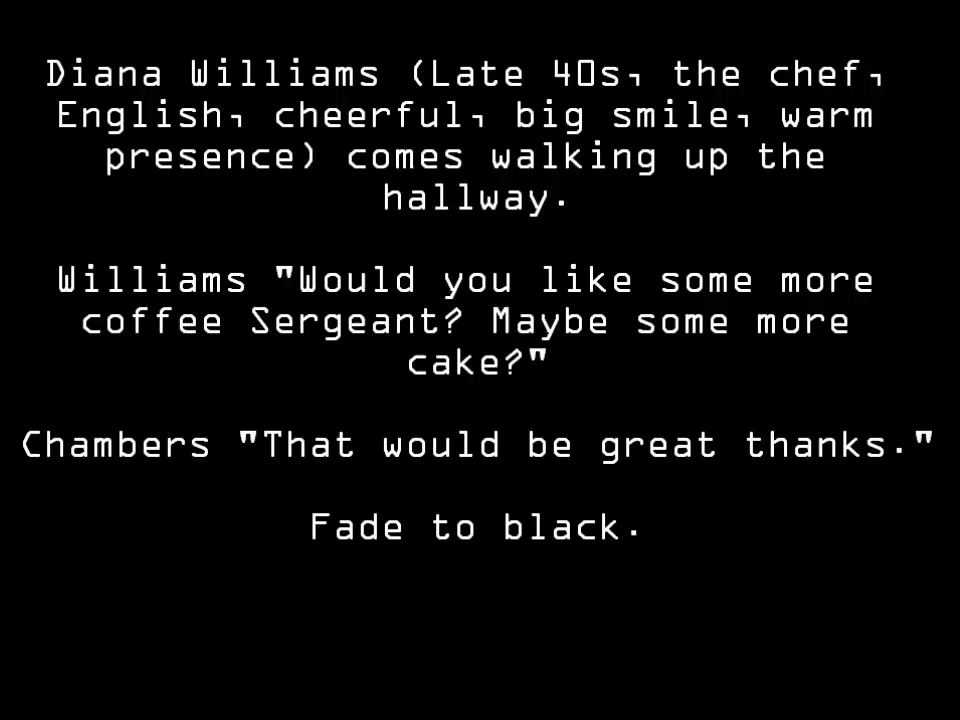 Diana Williams (Late 40s, the chef,
English, cheerful, big smile, warm
presence) comes walking up the
hallway.
Williams "Would you like some more
coffee Sergeant? Maybe some more
cake?"
Chambers "That would be great thanks."
Fade to black.